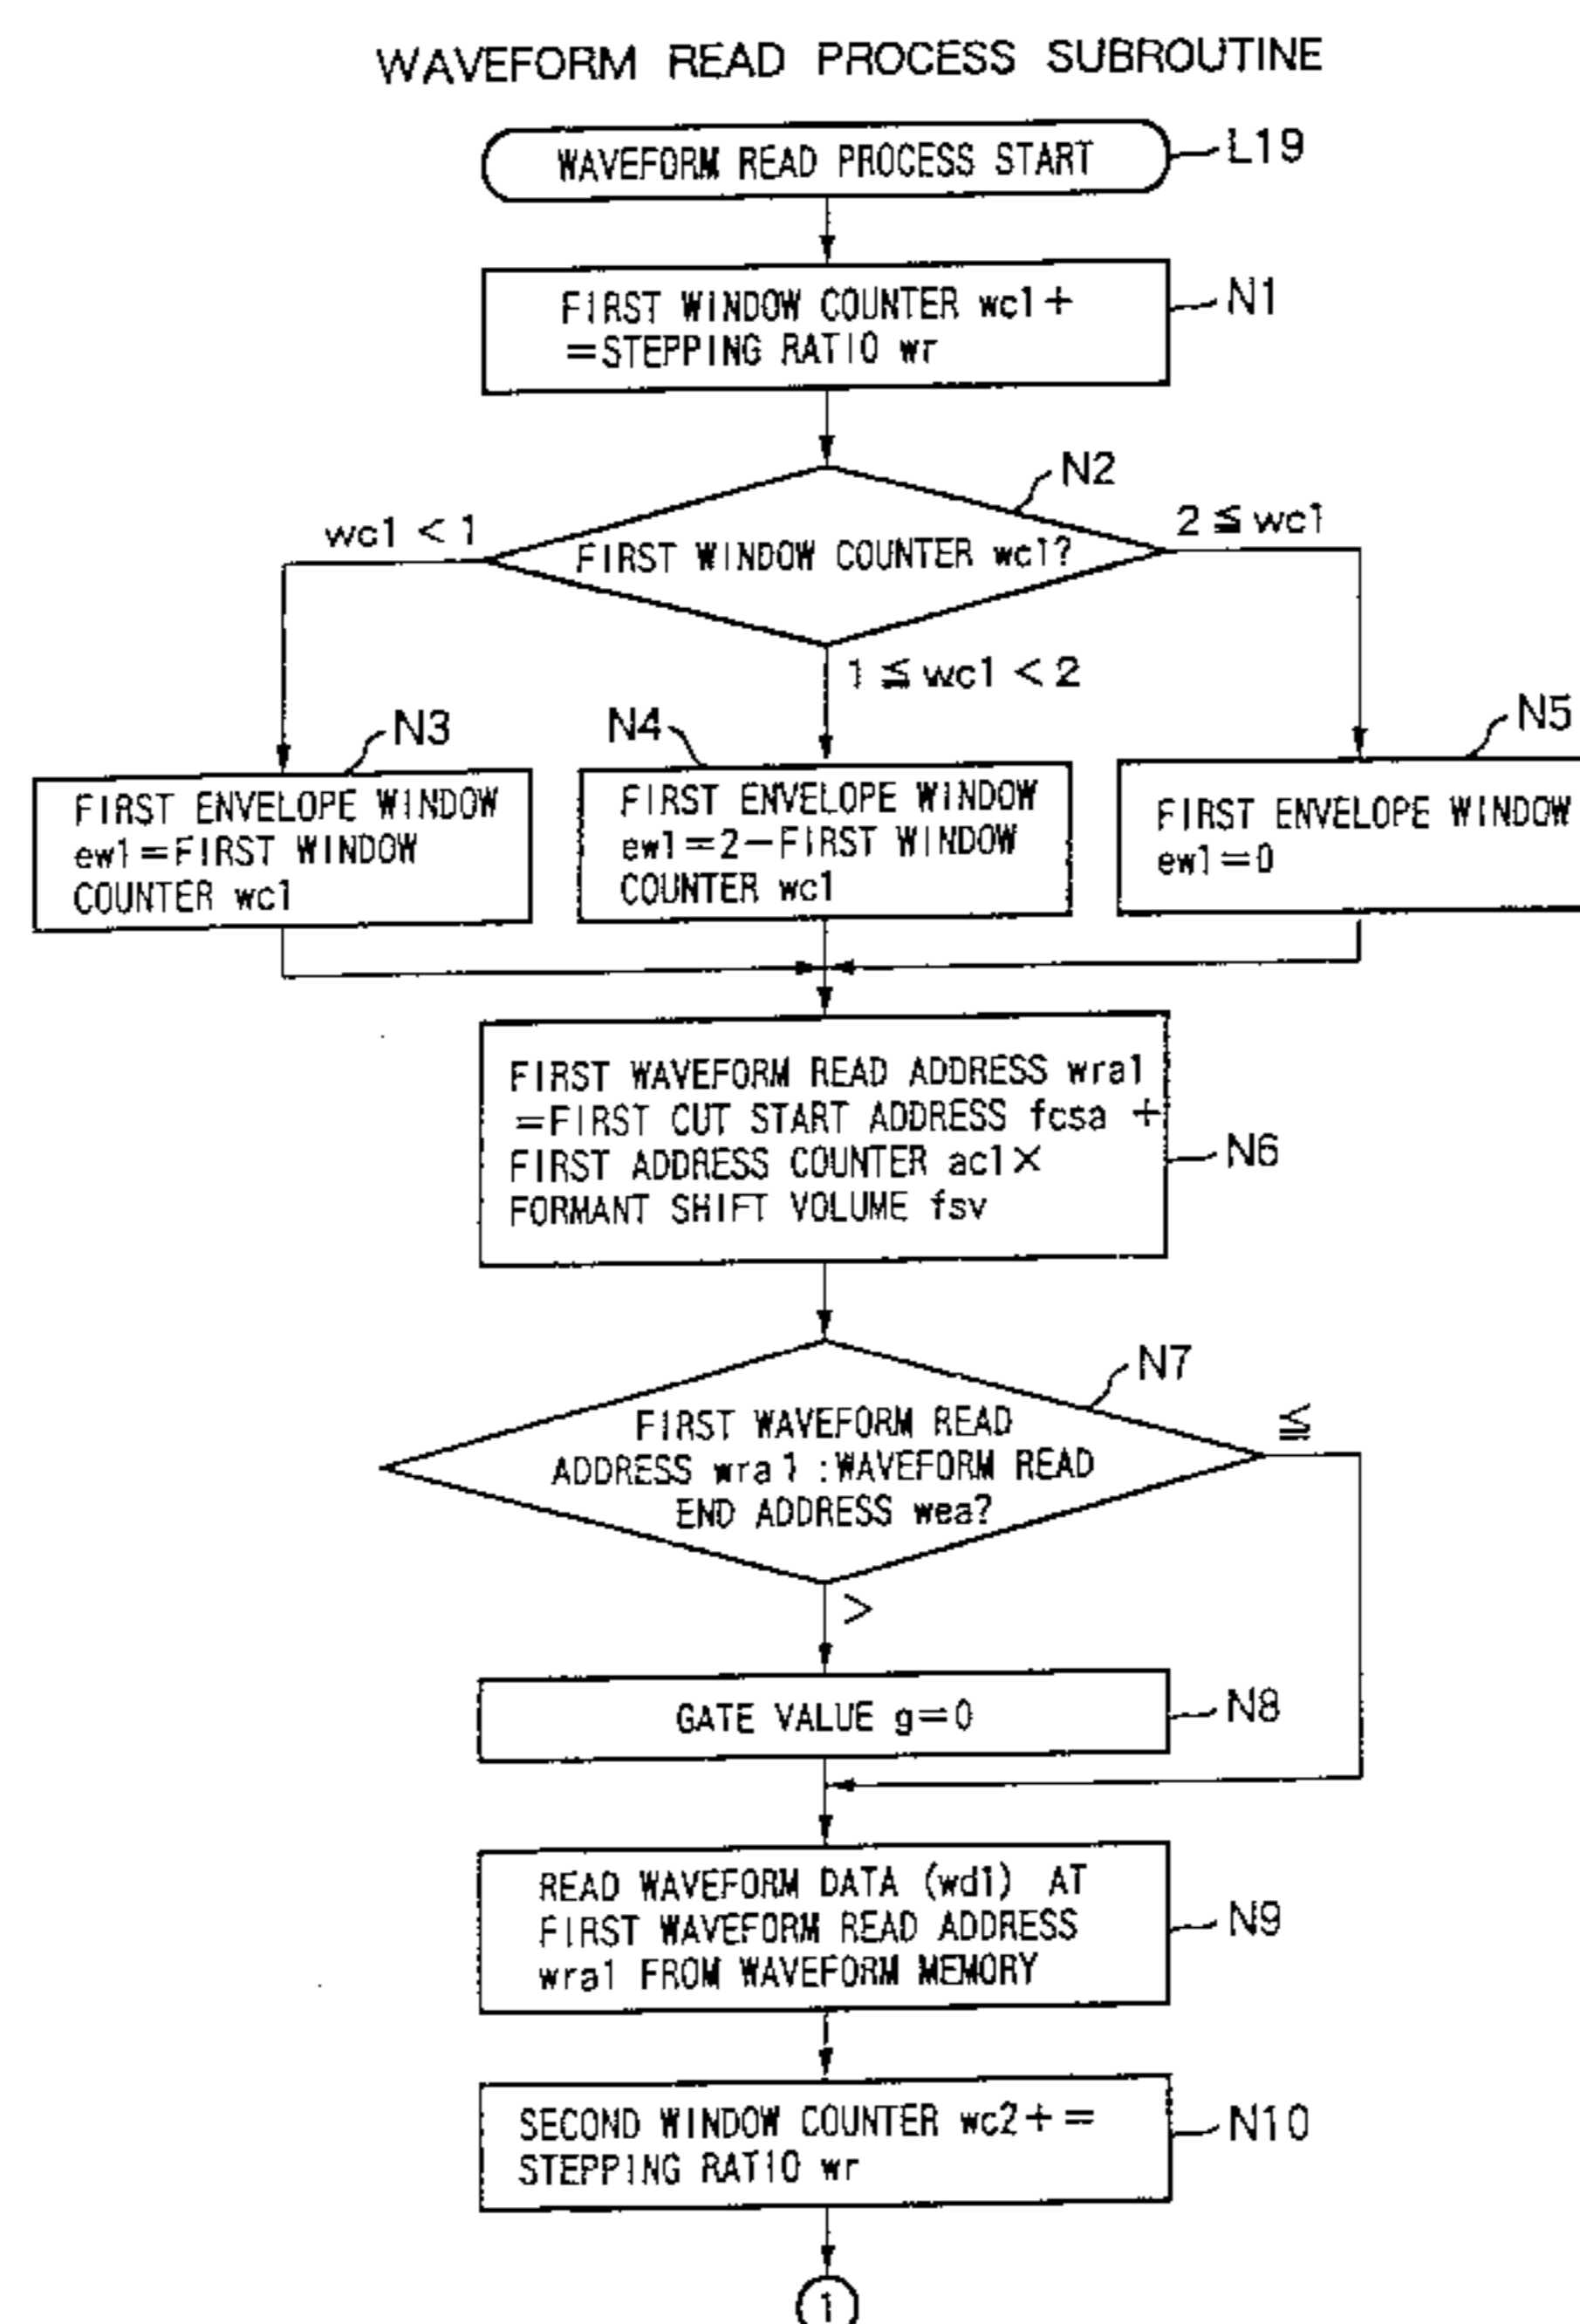 WAVEFORM READ PROCESS SUBROUTINE
WAVEFORM READ PROCESS START
L19
FIRST WINDOW COUNTER wc1+
=STEPPING RATIO wr
N1
N2
wc1 < 1
FIRST WINDOW COUNTER wc1?
2 ≦ wc1
1 ≦ wc1 < 2
N3
FIRST ENVELOPE WINDOW
ew1=FIRST WINDOW
COUNTER wc1
N4
FIRST ENVELOPE WINDOW
ew1=2-FIRST WINDOW
COUNTER wc1
N5
FIRST ENVELOPE WINDOW
ew1=0
FIRST WAVEFORM READ ADDRESS wra1
=FIRST CUT START ADDRESS fcsa +
FIRST ADDRESS COUNTER ac1×
FORMANT SHIFT VOLUME fsv
N6
N7
FIRST WAVEFORM READ
ADDRESS wra1:WAVEFORM READ
END ADDRESS wea?
≦
>
GATE VALUE g=0
N8
READ WAVEFORM DATA (wd1) AT
FIRST WAVEFORM READ ADDRESS
wra1 FROM WAVEFORM MEMORY
N9
SECOND WINDOW COUNTER wc2+=
STEPPING RATIO wr
N10
1